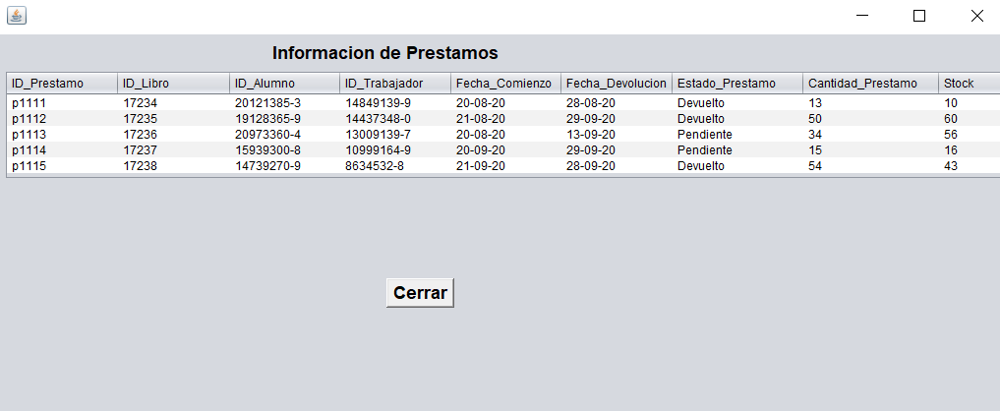 Informacion de Prestamos
ID_Prestamo ID_Libro ID_Alumno ID_Trabajador Fecha_Comienzo Fecha_Devolucion Estado_Prestamo Cantidad_Prestamo Stock
p1111 17234 20121385-3 14849139-9 20-08-20 28-08-20 Devuelto 13 10
p1112 17235 19128365-9 14437348-0 21-08-20 29-09-20 Devuelto 50 60
p1113 17236 20973360-4 13009139-7 20-08-20 13-09-20 Pendiente 34 56
p1114 17237 15939300-8 10999164-9 20-09-20 29-09-20 Pendiente 15 16
p1115 17238 14739270-9 8634532-8 21-09-20 28-09-20 Devuelto 54 43
Cerrar